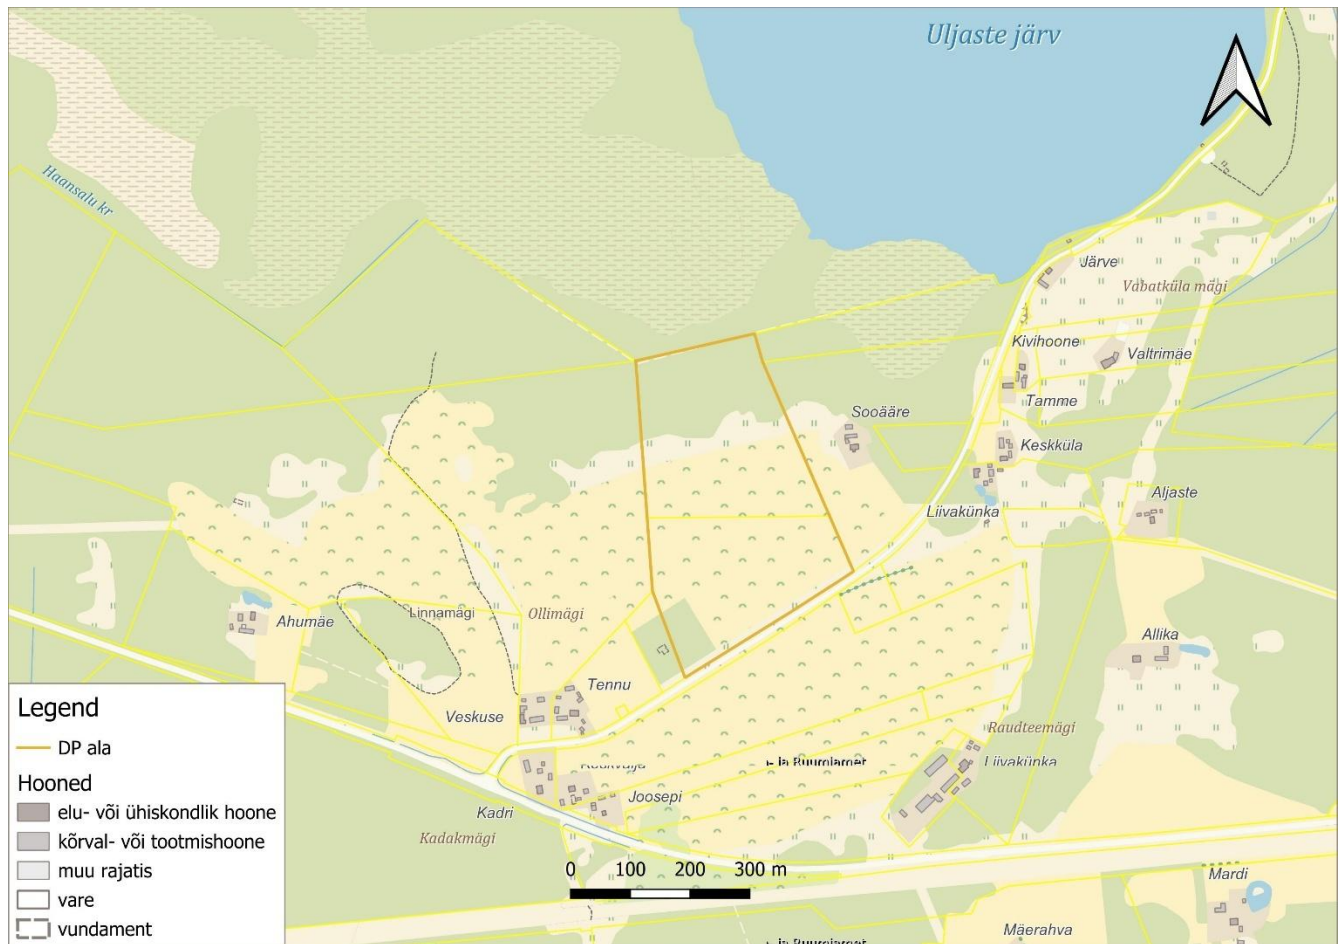 Uljaste järv
Haansalu kr
Järve
Vabatküla mägi
Kivihoone
Valtrimäe
Tamme
Sooääre
Keskküla
Aljaste
Liivakünka
Linnamägi
Ollimägi
Ahumäe
Allika
Tennu
Veskuse
Raudteemägi
Liivakünka
Joosepi
Kadri
Kadakmägi
0 100 200 300 m
Mardi
Mäerahva
Legend
DP ala
Hooned
elu- või ühiskondlik hoone
kõrval- või tootmishoone
muu rajatis
vare
vundament